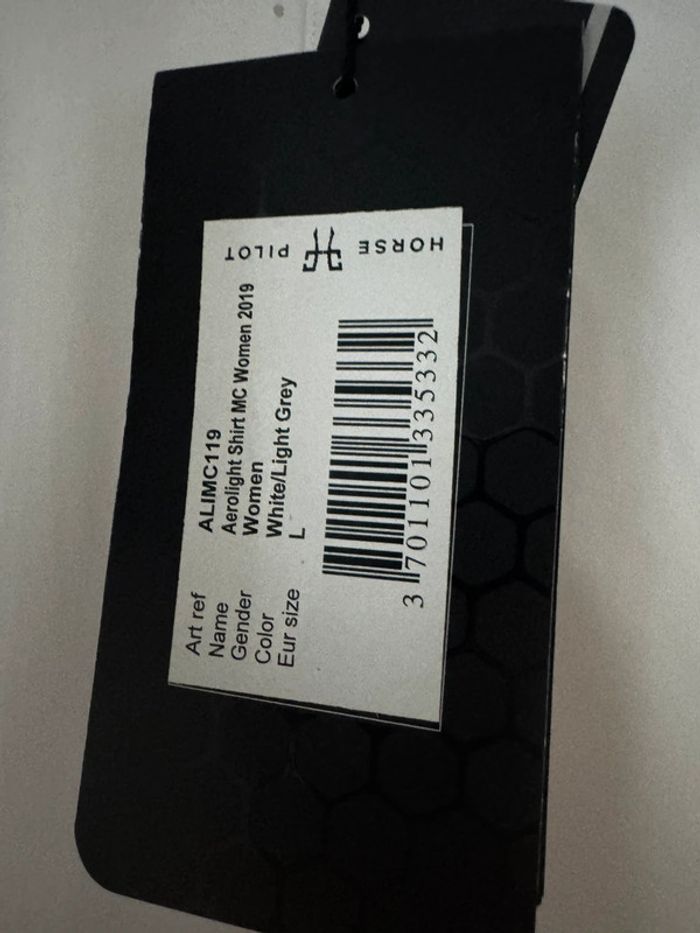 HORSE PILOT
Art ref ALIMC119
Name Aerolight Shirt MC Women 2019
Gender Women
Color White/Light Grey
Eur size L
3 701101 335332